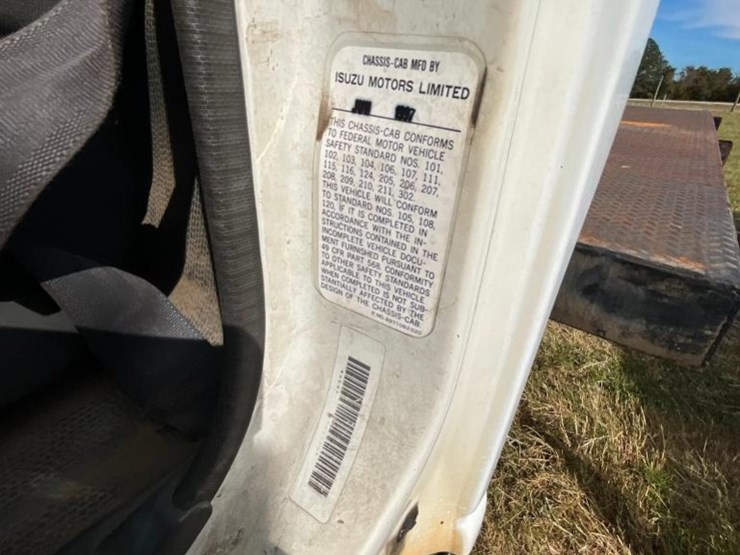 CHASSIS-CAB MFD BY
ISUZU MOTORS LIMITED
THIS CHASSIS-CAB CONFORMS
TO FEDERAL MOTOR VEHICLE
SAFETY STANDARD NOS. 101,
102, 103, 104, 106, 107, 111,
115, 116, 124, 205, 206, 207,
208, 209, 210, 211, 302.
THIS VEHICLE WILL CONFORM
TO STANDARD NOS. 105, 108,
120, IF IT IS COMPLETED IN
ACCORDANCE WITH THE IN-
STRUCTIONS CONTAINED IN THE
INCOMPLETE VEHICLE DOCU-
MENT FURNISHED PURSUANT TO
49 CFR PART 568. CONFORMITY
TO OTHER SAFETY STANDARDS
APPLICABLE TO THIS VEHICLE
WHEN COMPLETED IS NOT SUB-
STANTIALLY AFFECTED BY THE
DESIGN OF THE CHASSIS-CAB.